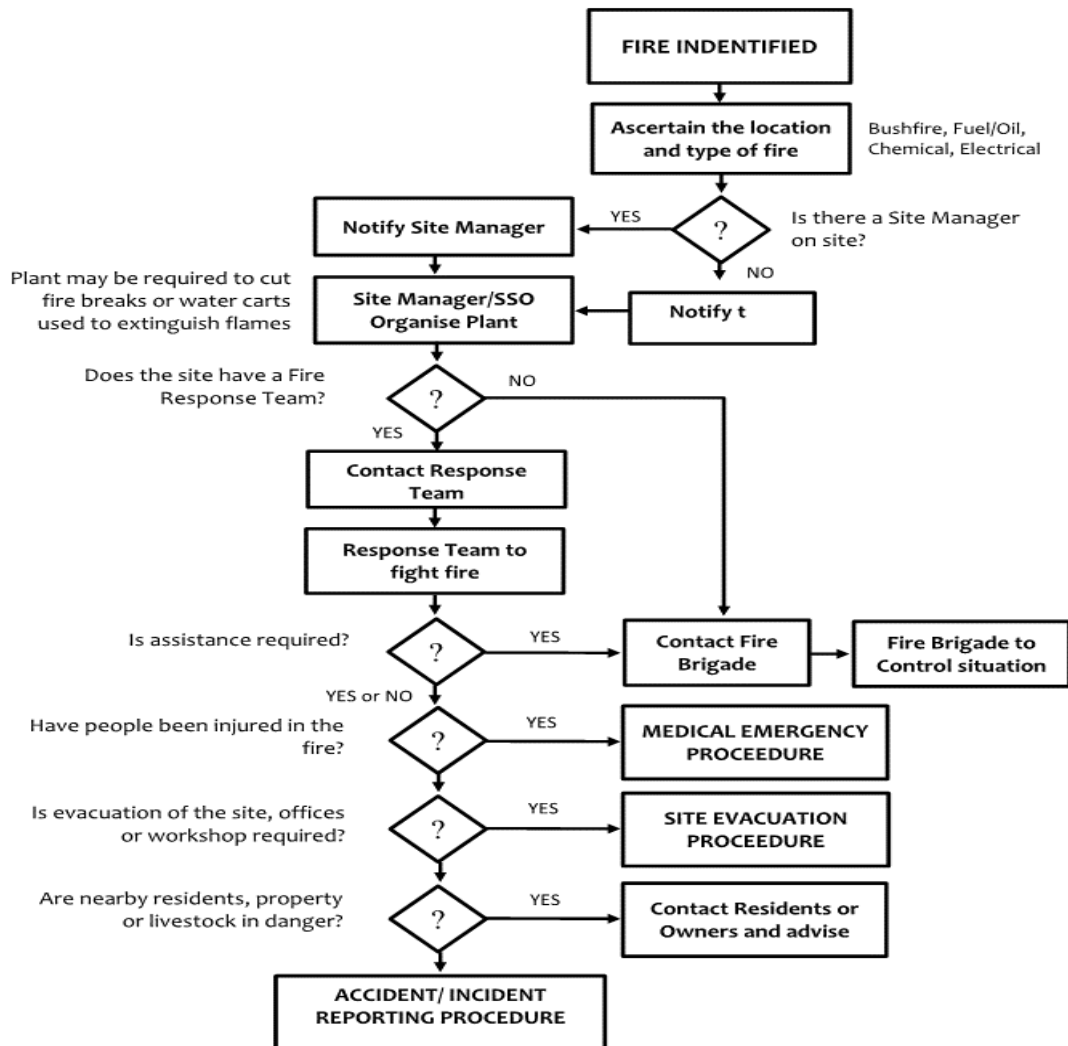 FIRE INDENTIFIED
Ascertain the location
and type of fire
Bushfire, Fuel/Oil,
Chemical, Electrical
?
Is there a Site Manager
on site?
YES
Notify Site Manager
NO
Notify t
Plant may be required to cut
fire breaks or water carts
used to extinguish flames
Site Manager/SSO
Organise Plant
Does the site have a Fire
Response Team?
?
NO
YES
Contact Response
Team
Response Team to
fight fire
Is assistance required?
?
YES
Contact Fire
Brigade
Fire Brigade to
Control situation
YES or NO
Have people been injured in the
fire?
?
YES
MEDICAL EMERGENCY
PROCEEDURE
Is evacuation of the site, offices
or workshop required?
?
YES
SITE EVACUATION
PROCEEDURE
Are nearby residents, property
or livestock in danger?
?
YES
Contact Residents or
Owners and advise
ACCIDENT/ INCIDENT
REPORTING PROCEDURE